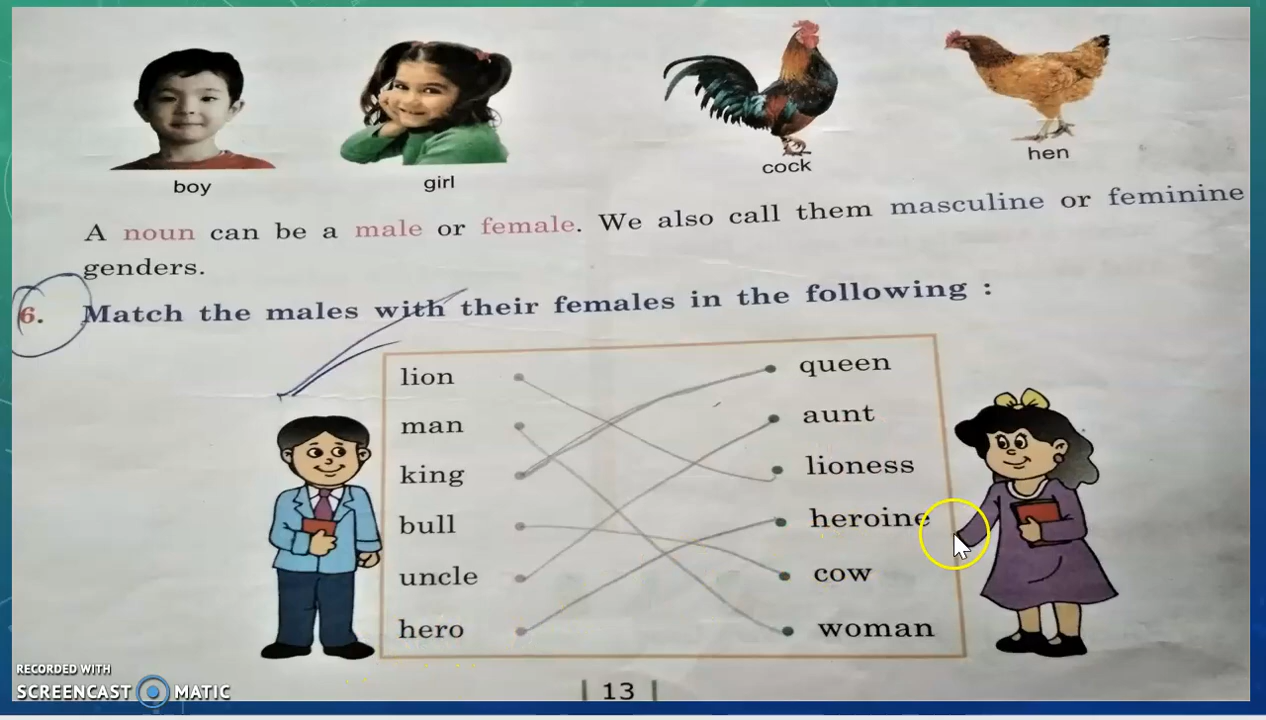 boy
girl
cock
hen
A noun can be a male or female. We also call them masculine or feminine
genders.
6. Match the males with their females in the following :
lion queen
man aunt
king lioness
bull heroine
uncle cow
hero woman
13
RECORDED WITH
SCREENCAST MATIC